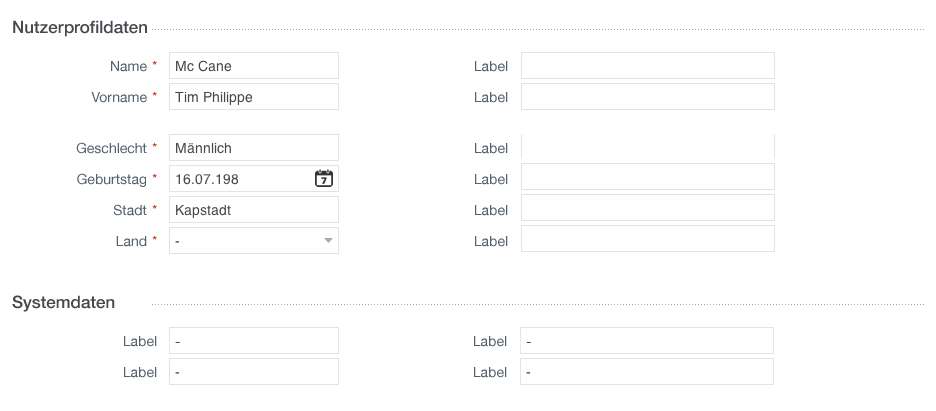 Nutzerprofildaten
Name * Mc Cane Label
Vorname * Tim Philippe Label
Geschlecht * Männlich Label
Geburtstag * 16.07.198 7 Label
Stadt * Kapstadt Label
Land * - Label
Systemdaten
Label - Label -
Label - Label -